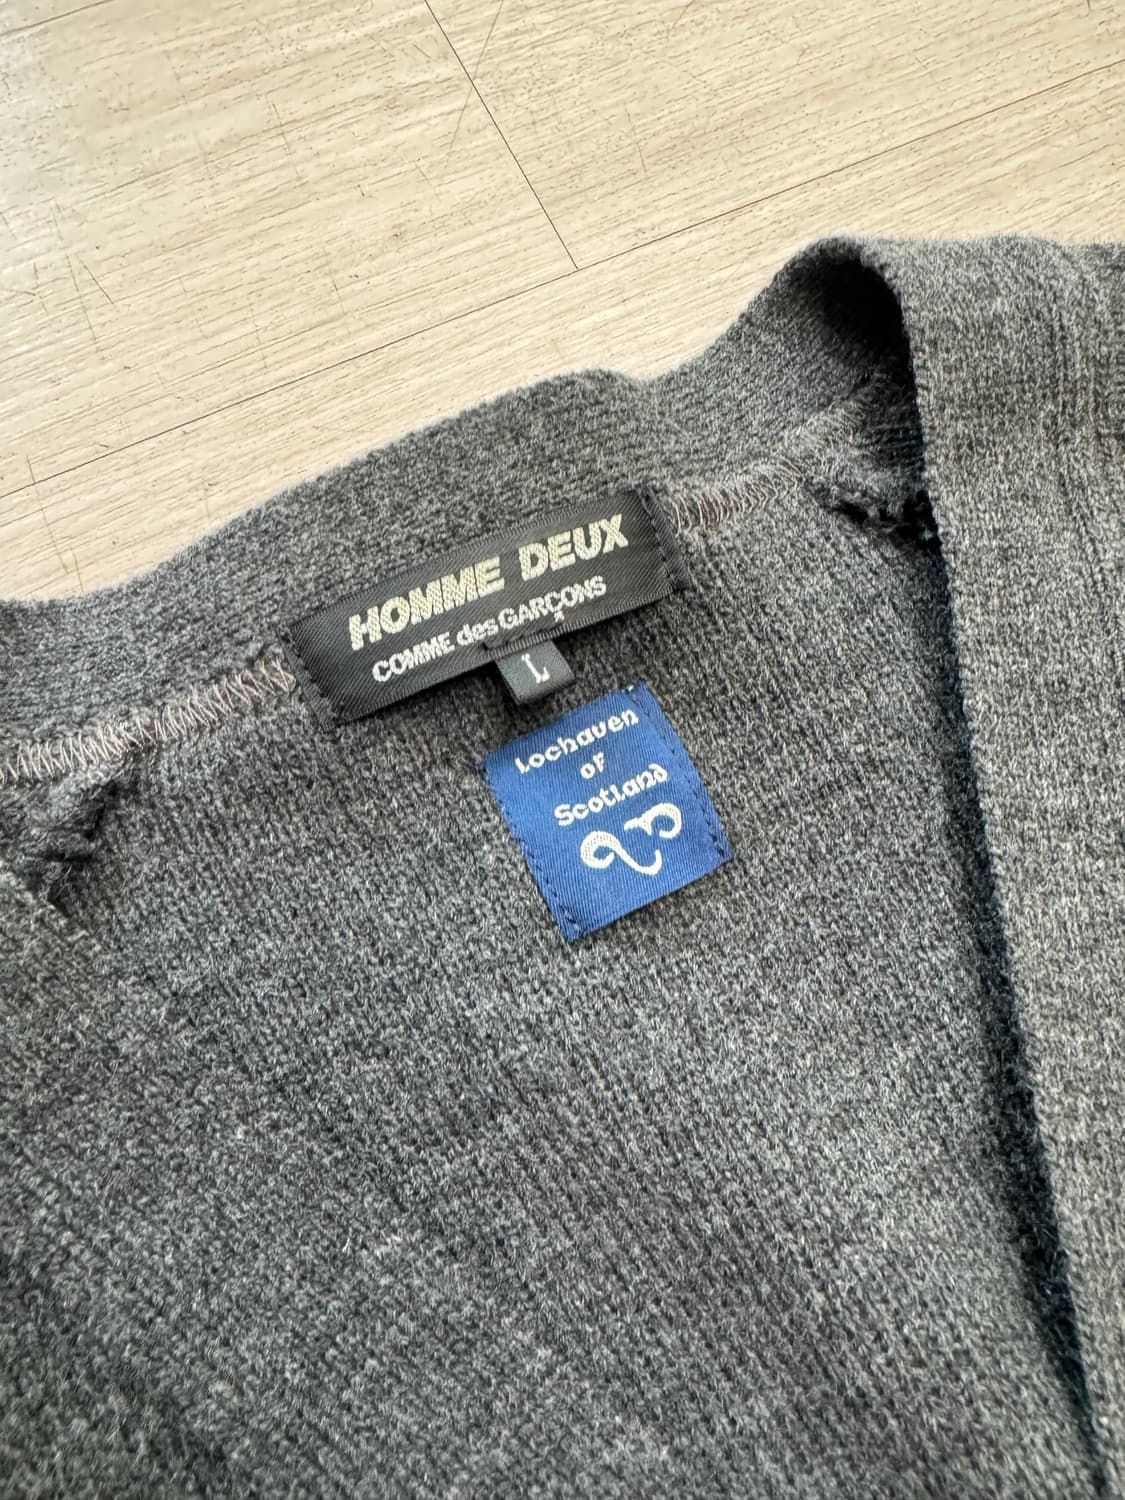 HOMME DEUX
COMME des GARÇONS
L
Lochaven
of
Scotland